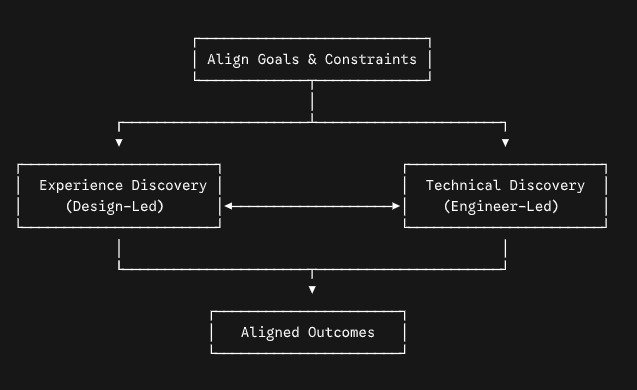 Align Goals & Constraints
Experience Discovery
(Design-Led)
Technical Discovery
(Engineer-Led)
Aligned Outcomes